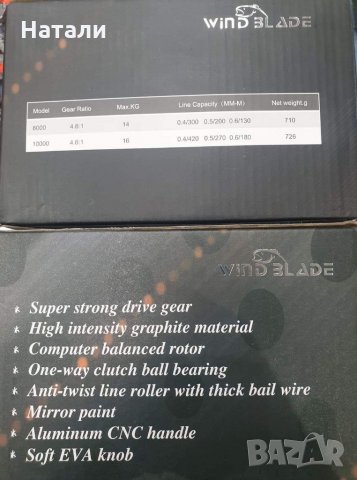 Натали
WIND BLADE
Model Gear Ratio Max.KG Line Capacity (MM-M) Net weight.g
8000 4.6:1 14 0.4/300 0.5/200 0.6/130 710
10000 4.6:1 16 0.4/420 0.5/270 0.6/180 726
WIND BLADE
* Super strong drive gear
* High intensity graphite material
* Computer balanced rotor
* One-way clutch ball bearing
* Anti-twist line roller with thick bail wire
* Mirror paint
* Aluminum CNC handle
* Soft EVA knob
BAZAR